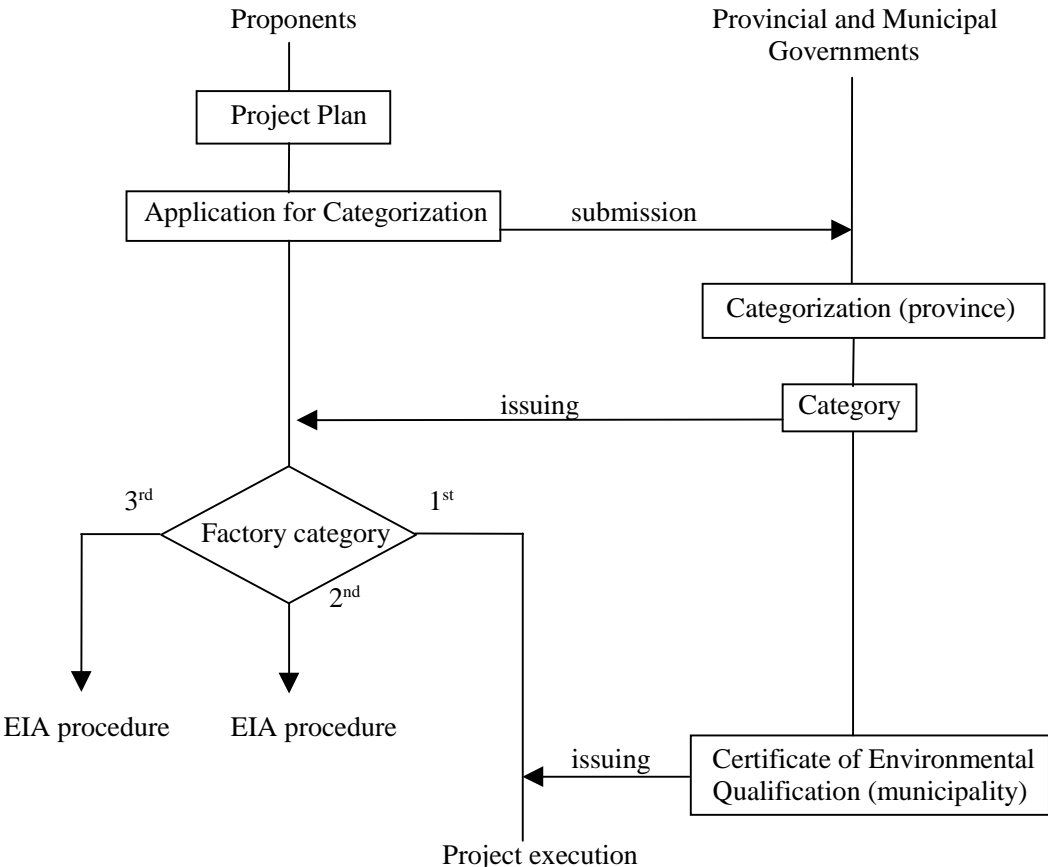 Proponents
Provincial and Municipal
Governments
Project Plan
Application for Categorization
submission
Categorization (province)
issuing
Category
3rd
1st
Factory category
2nd
EIA procedure
EIA procedure
issuing
Certificate of Environmental
Qualification (municipality)
Project execution